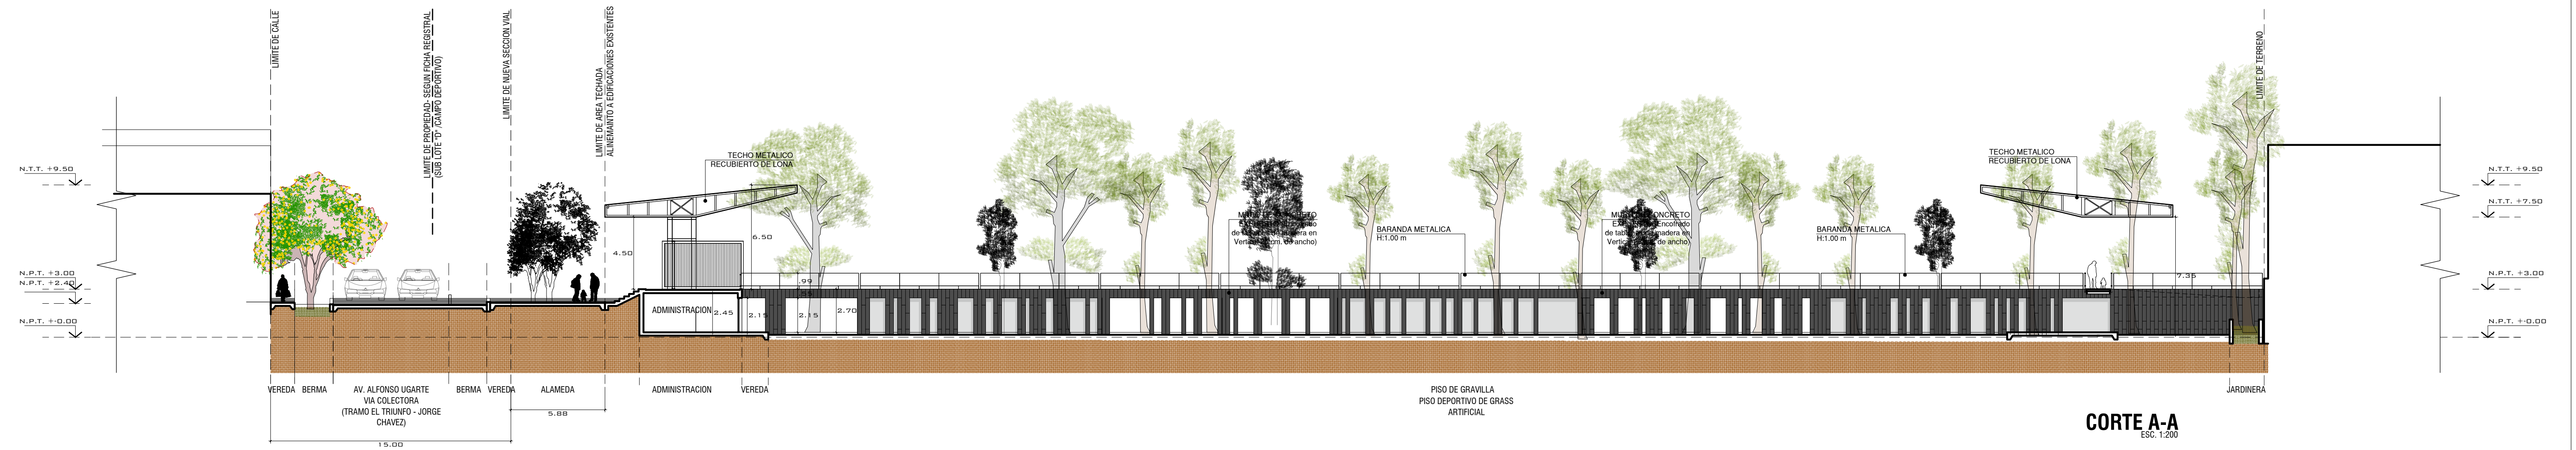 LIMITE DE CALLE
LIMITE DE PROPIEDAD- SEGUN FICHA REGISTRAL
(SUB LOTE "D" /CAMPO DEPORTIVO)
LIMITE DE NUEVA SECCION VIAL
LIMITE DE AREA TECHADA
ALINEMAINTO A EDIFICACIONES EXISTENTES
LIMITE DE TERRENO
TECHO METALICO
RECUBIERTO DE LONA
TECHO METALICO
RECUBIERTO DE LONA
N.T.T. +9.50
N.P.T. +3.00
N.P.T. +2.40
N.P.T. +-0.00
N.T.T. +9.50
N.T.T. +7.50
N.P.T. +3.00
N.P.T. +-0.00
4.50
6.50
.99
.55
2.45
2.15
2.15
2.70
7.35
ADMINISTRACION
BARANDA METALICA
H:1.00 m
BARANDA METALICA
H:1.00 m
VEREDA
BERMA
AV. ALFONSO UGARTE
VIA COLECTORA
(TRAMO EL TRIUNFO - JORGE
CHAVEZ)
BERMA
VEREDA
ALAMEDA
ADMINISTRACION
VEREDA
PISO DE GRAVILLA
PISO DEPORTIVO DE GRASS
ARTIFICIAL
JARDINERA
5.88
15.00
CORTE A-A
ESC. 1:200